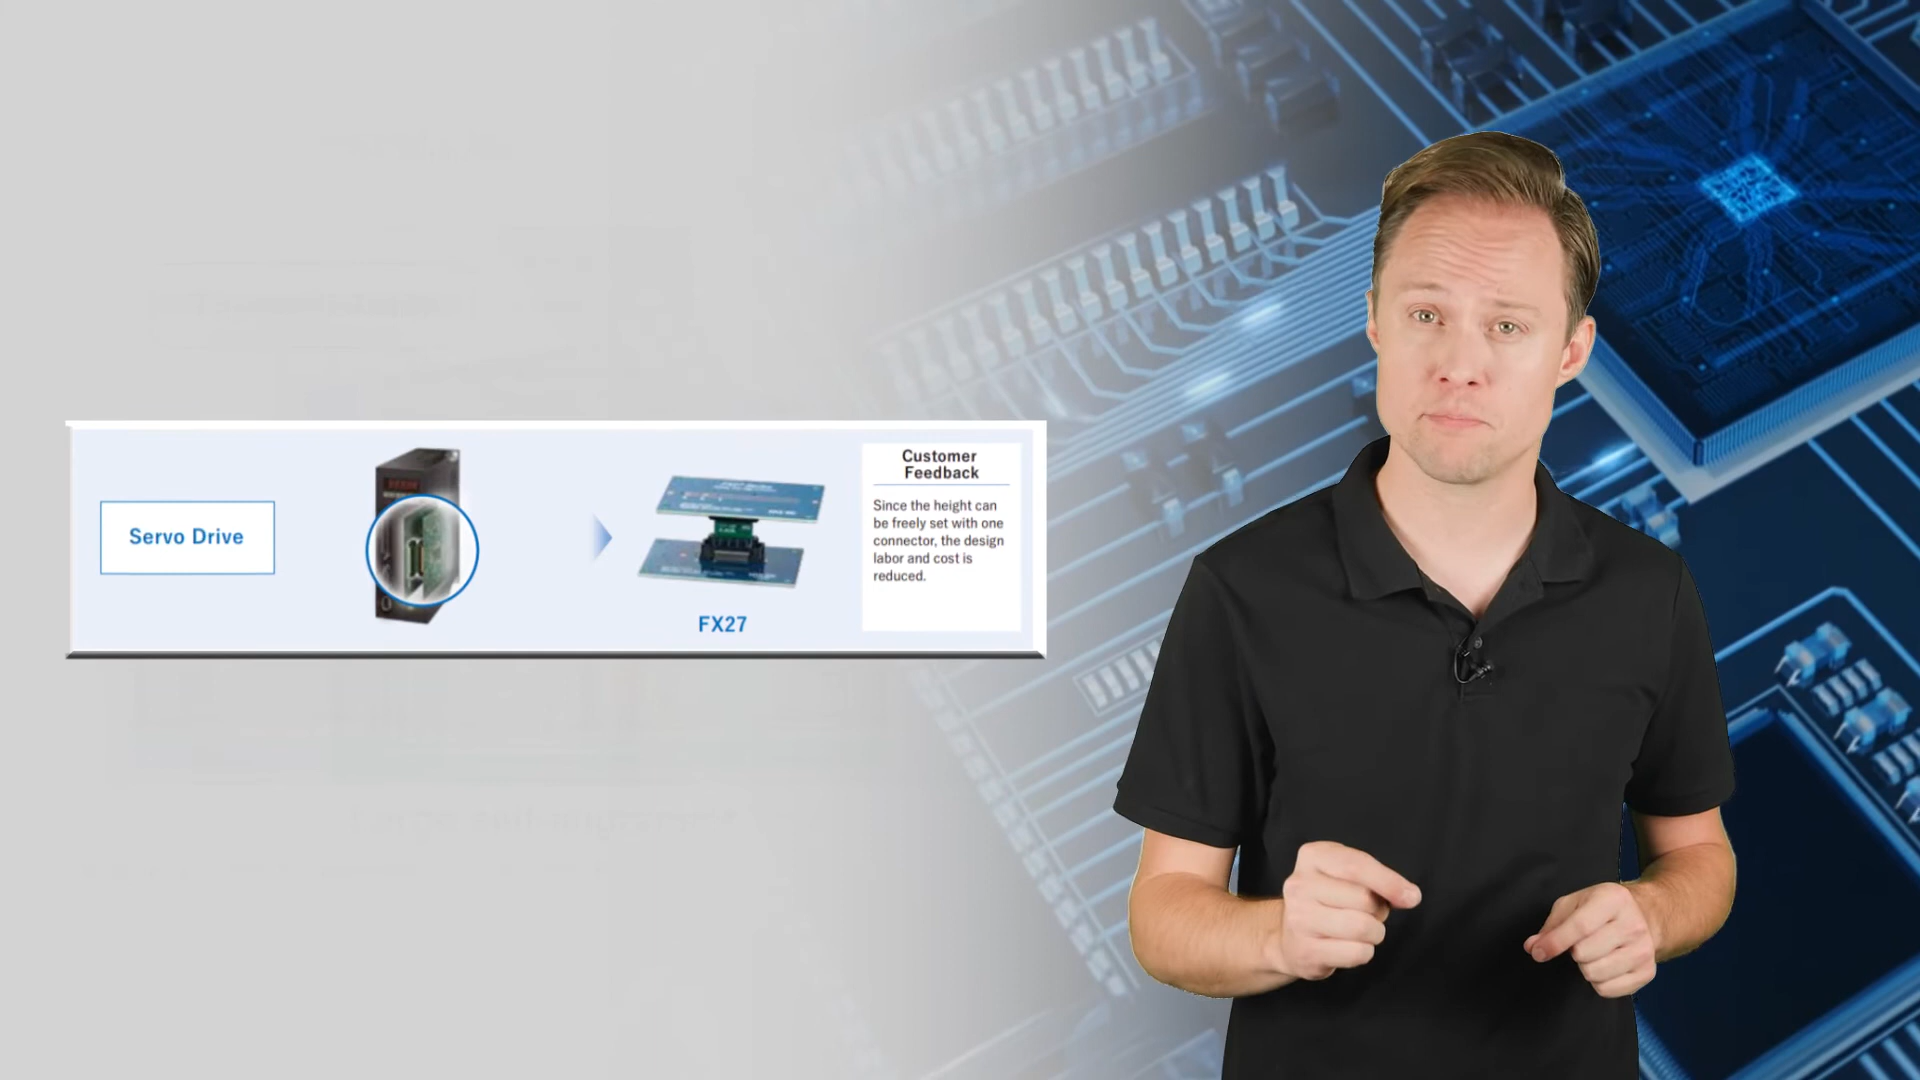 Servo Drive
FX27
Customer
Feedback
Since the height can
be freely set with one
connector, the design
labor and cost is
reduced.